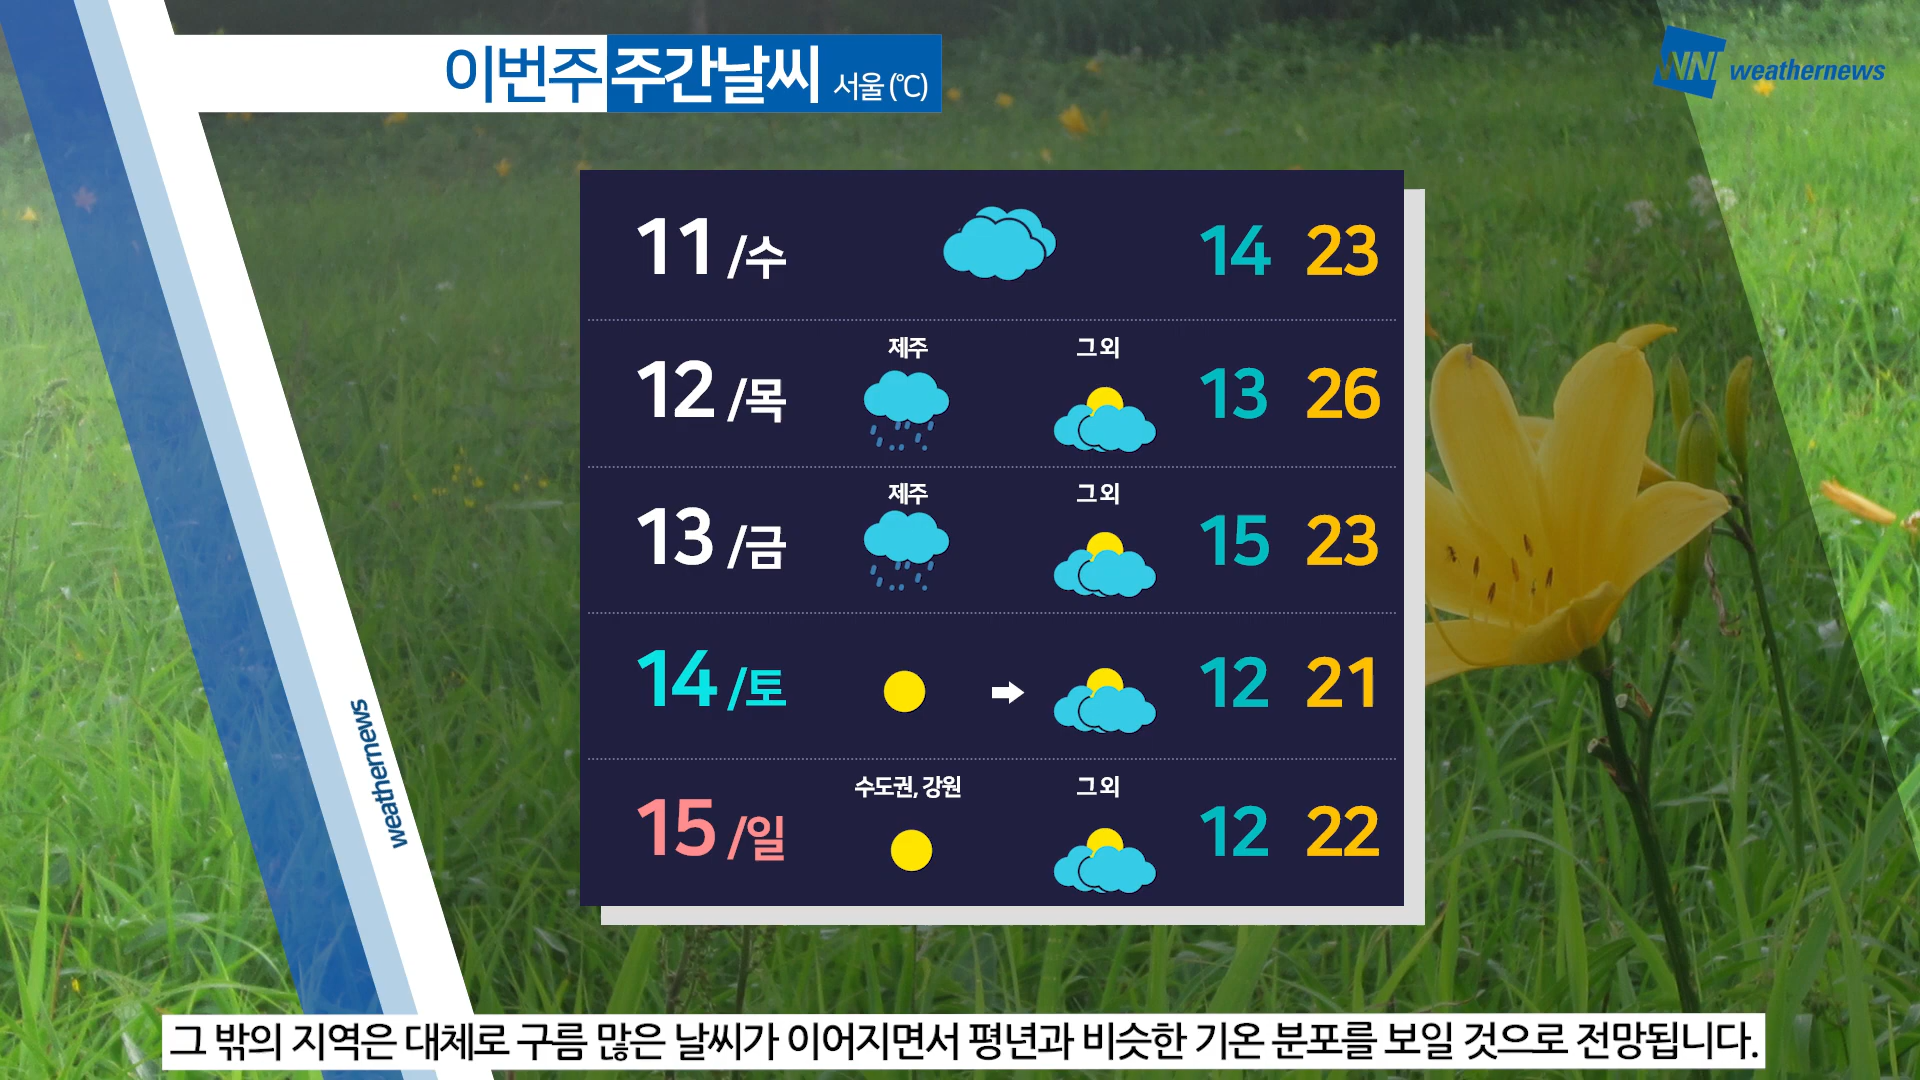 이번주 주간날씨 서울 (℃)
WNI weathernews
11 /수 14 23
제주 그 외
12 /목 13 26
제주 그 외
13 /금 15 23
14 /토 12 21
수도권, 강원 그 외
15 /일 12 22
weathernews
그 밖의 지역은 대체로 구름 많은 날씨가 이어지면서 평년과 비슷한 기온 분포를 보일 것으로 전망됩니다.